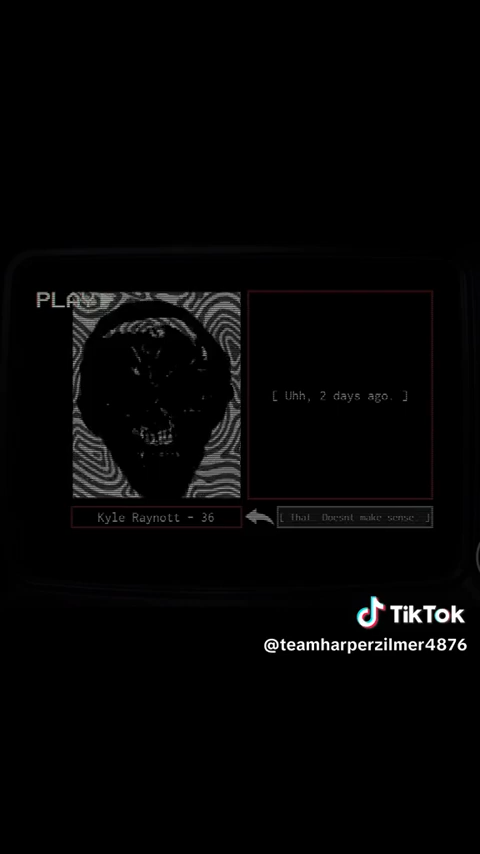 PLAY
[ Uhh, 2 days ago. ]
Kyle Raynott - 36
[ That. Doesnt make sense. ]
TikTok
@teamharperzilmer4876